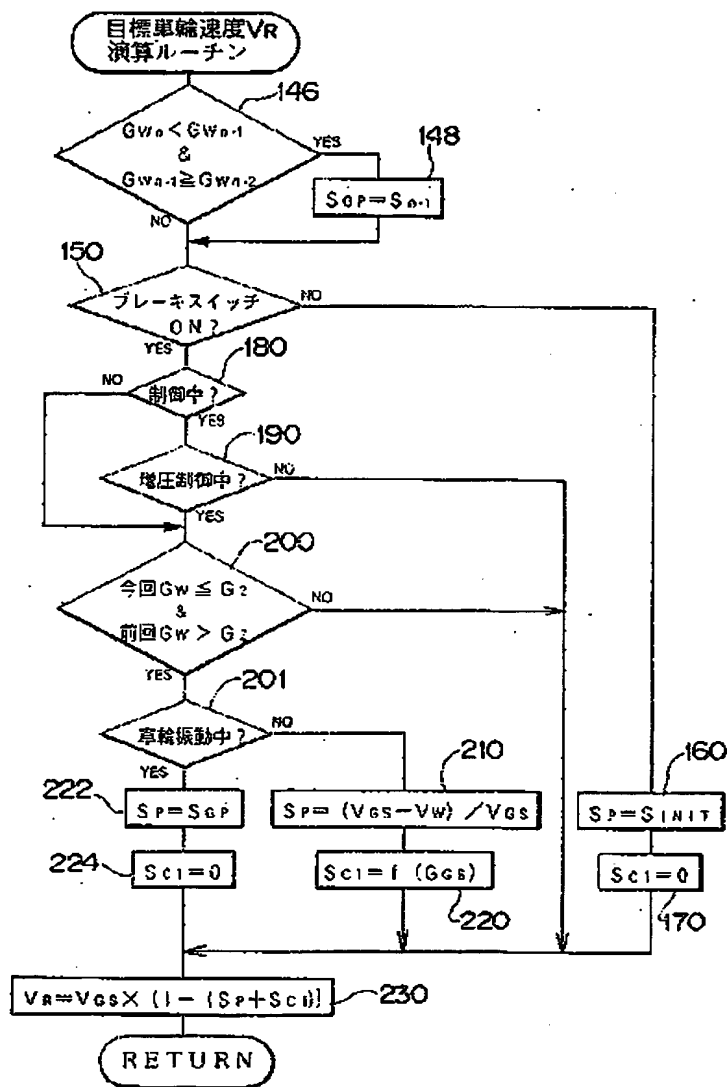 目標車輪速度VR
演算ルーチン
146
GWn<GWn-1
&
GWn-1≧GWn-2
YES
148
SGP=Sn-1
NO
150
ブレーキスイッチ
ON?
NO
YES
180
制御中?
NO
YES
190
増圧制御中?
NO
YES
200
今回GW≦G2
&
前回GW>G2
NO
YES
201
車輪振動中?
NO
YES
222
SP=SGP
210
SP=(VGS-VW)/VGS
160
SP=SINIT
224
SC1=0
SC1=f(GGS)
220
SC1=0
170
VR=VGS×{1-(SP+SC1)}
230
RETURN